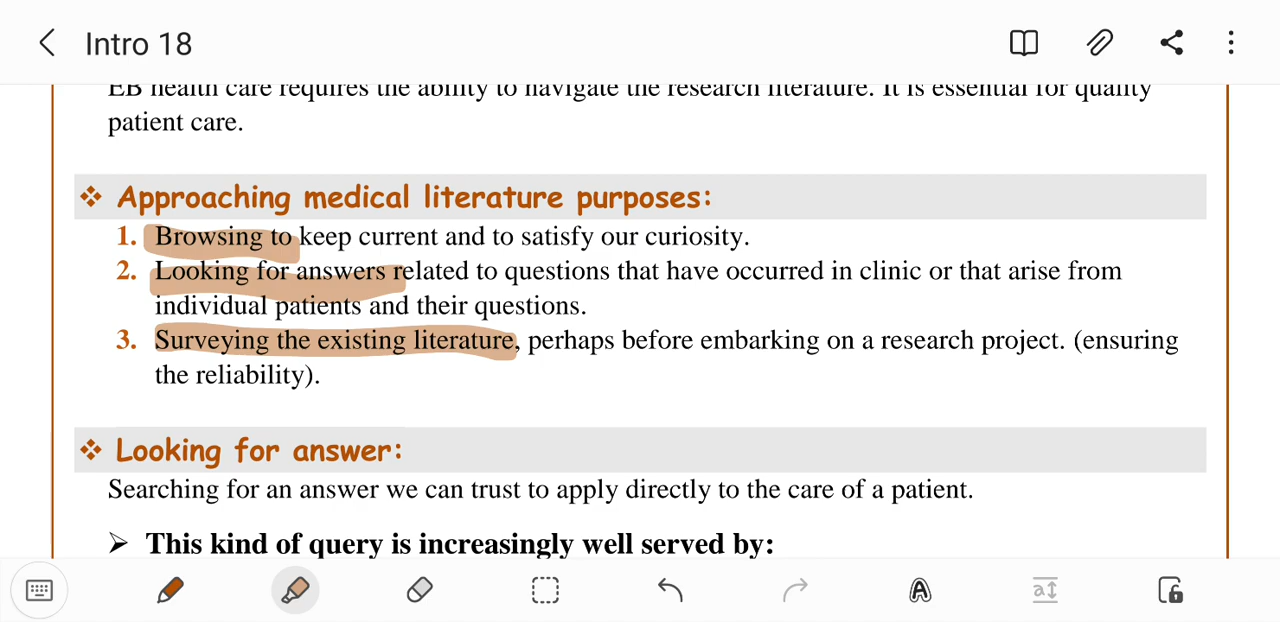 Intro 18
EB health care requires the ability to navigate the research literature. It is essential for quality
patient care.
❖ Approaching medical literature purposes:
1. Browsing to keep current and to satisfy our curiosity.
2. Looking for answers related to questions that have occurred in clinic or that arise from
individual patients and their questions.
3. Surveying the existing literature, perhaps before embarking on a research project. (ensuring
the reliability).
❖ Looking for answer:
Searching for an answer we can trust to apply directly to the care of a patient.
➢ This kind of query is increasingly well served by: